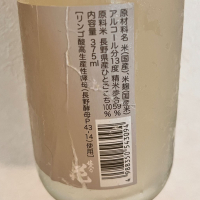 原材料名 米(国産)、米麹(国産米)
アルコール分13度 精米歩合59%
原料米 長野県産ひとごこち100%
内容量 375ml
【リンゴ酸高生産性酵母(長野酵母P43-14)使用】
4988350543094